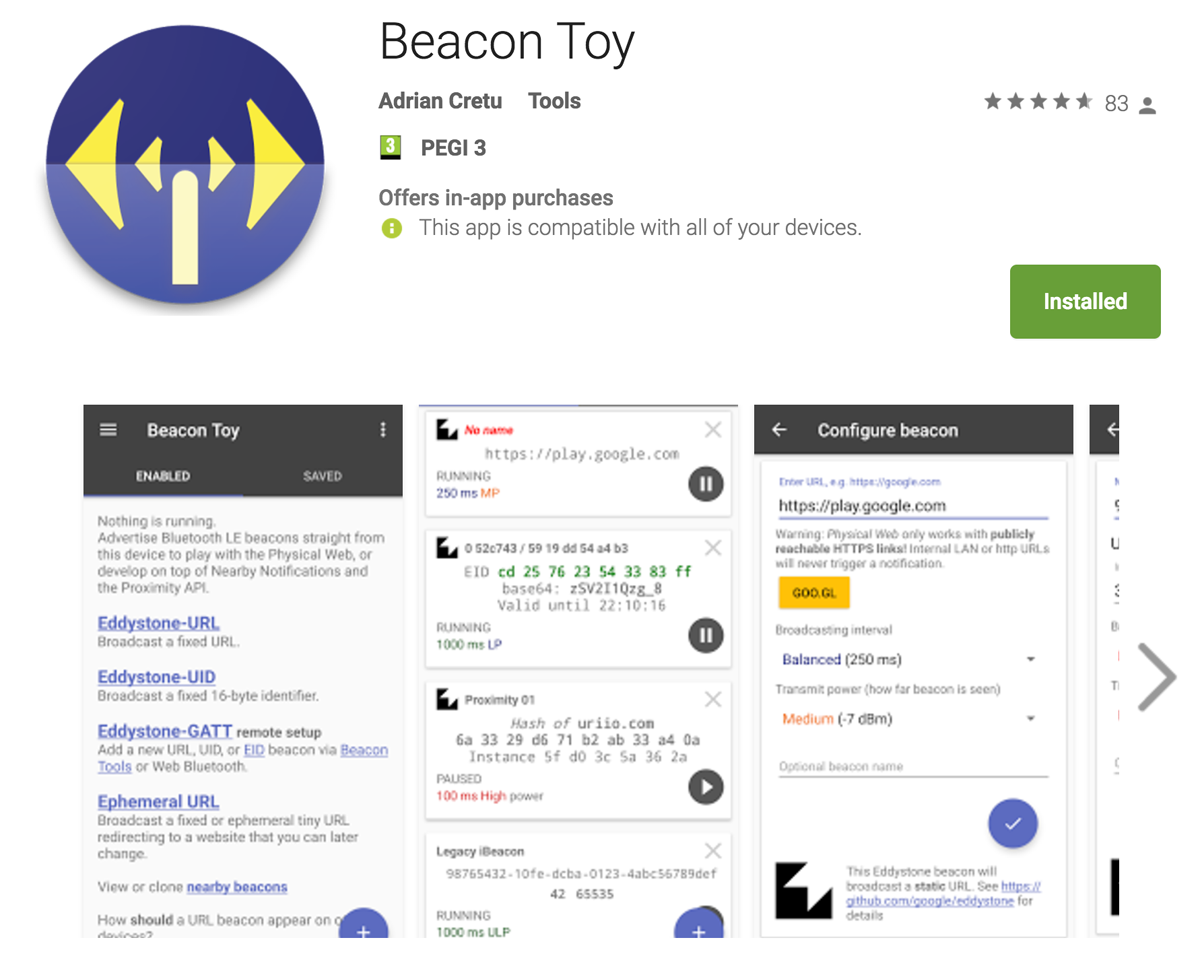 Beacon Toy
Adrian Cretu Tools
83
3 PEGI 3
Offers in-app purchases
This app is compatible with all of your devices.
Installed
Beacon Toy
ENABLED SAVED
Nothing is running.
Advertise Bluetooth LE beacons straight from
this device to play with the Physical Web, or
develop on top of Nearby Notifications and
the Proximity API.
Eddystone-URL
Broadcast a fixed URL.
Eddystone-UID
Broadcast a fixed 16-byte identifier.
Eddystone-GATT remote setup
Add a new URL, UID, or EID beacon via Beacon
Tools or Web Bluetooth.
Ephemeral URL
Broadcast a fixed or ephemeral tiny URL
redirecting to a website that you can later
change.
View or clone nearby beacons
How should a URL beacon appear on
devices?
No name
https://play.google.com
RUNNING
250 ms MP
0 52c743 / 59 19 dd 54 a4 b3
EID cd 25 76 23 54 33 83 ff
base64: zSV2I1Qzg_8
Valid until 22:10:16
RUNNING
1000 ms LP
Proximity 01
Hash of uriio.com
6a 33 29 d6 71 b2 ab 33 a4 0a
Instance 5f d0 3c 5a 36 2a
PAUSED
100 ms High power
Legacy iBeacon
98765432-10fe-dcba-0123-4abc56789def
42 65535
RUNNING
1000 ms ULP
Configure beacon
Enter URL, e.g. https://google.com
https://play.google.com
Warning: Physical Web only works with publicly
reachable HTTPS links! Internal LAN or http URLs
will never trigger a notification.
GOO.GL
Broadcasting interval
Balanced (250 ms)
Transmit power (how far beacon is seen)
Medium (-7 dBm)
Optional beacon name
This Eddystone beacon will
broadcast a static URL. See https://
github.com/google/eddystone for
details